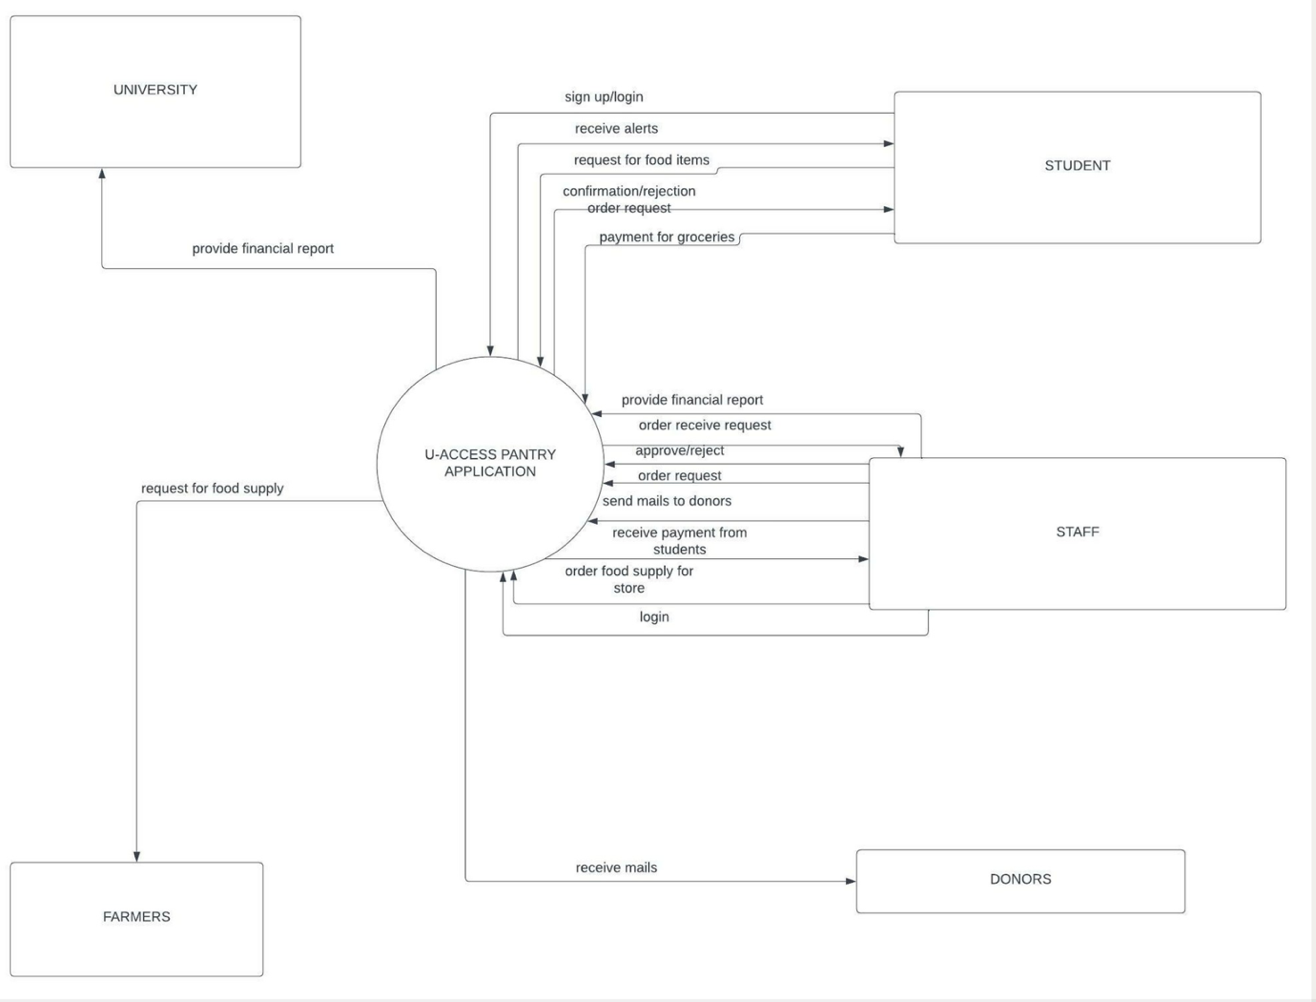 UNIVERSITY
sign up/login
receive alerts
request for food items
STUDENT
confirmation/rejection
order request
payment for groceries
provide financial report
provide financial report
order receive request
approve/reject
U-ACCESS PANTRY
APPLICATION
order request
request for food supply
send mails to donors
receive payment from
students
STAFF
order food supply for
store
login
receive mails
DONORS
FARMERS